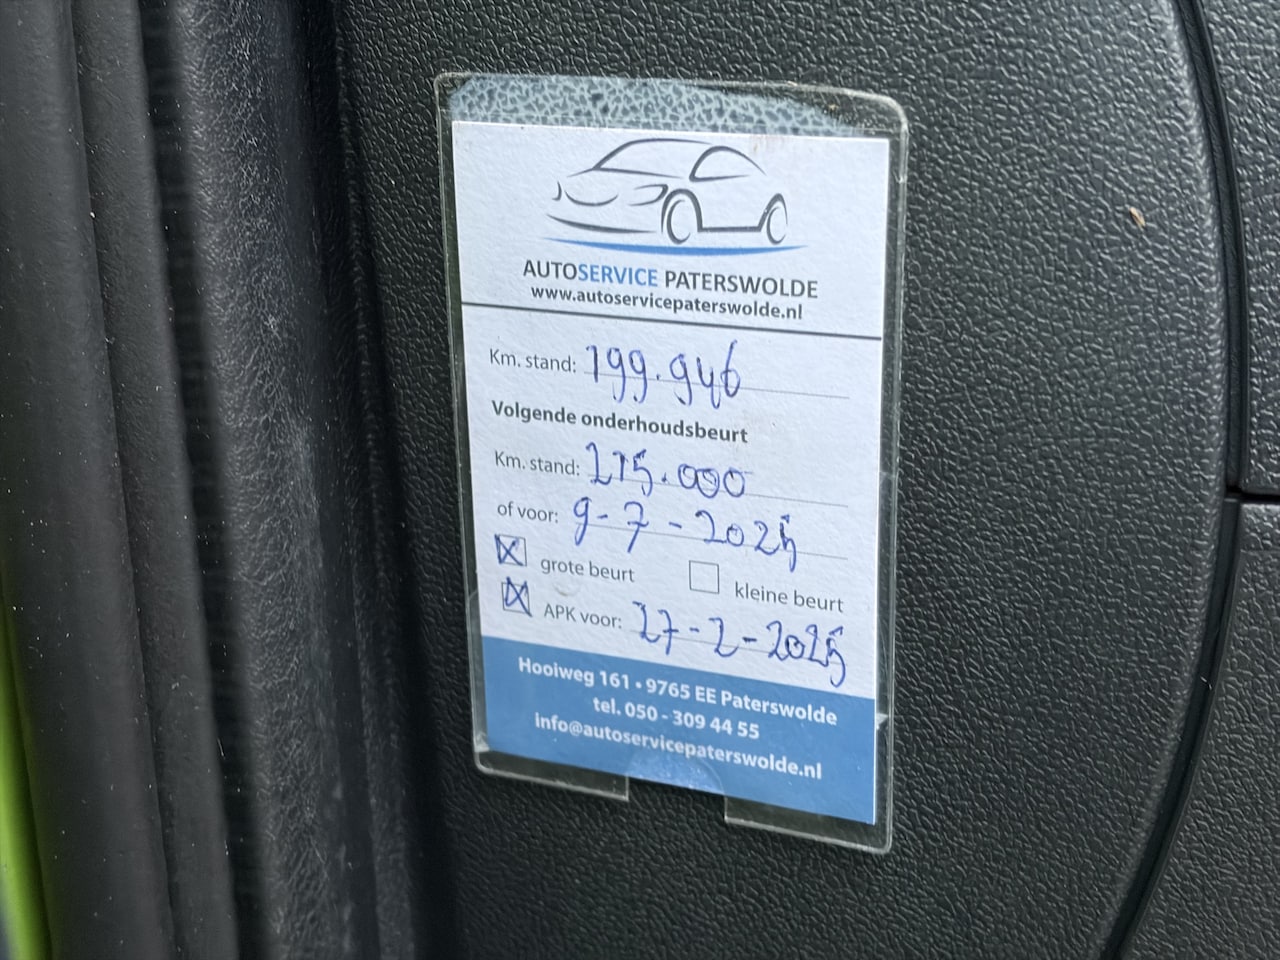 AUTOSERVICE PATERSWOLDE
www.autoservicepaterswolde.nl
Km. stand: 199.946
Volgende onderhoudsbeurt
Km. stand: 215.000
of voor: 9-7-2025
grote beurt kleine beurt
APK voor: 27-2-2025
Hooiweg 161 • 9765 EE Paterswolde
tel. 050 - 309 44 55
info@autoservicepaterswolde.nl